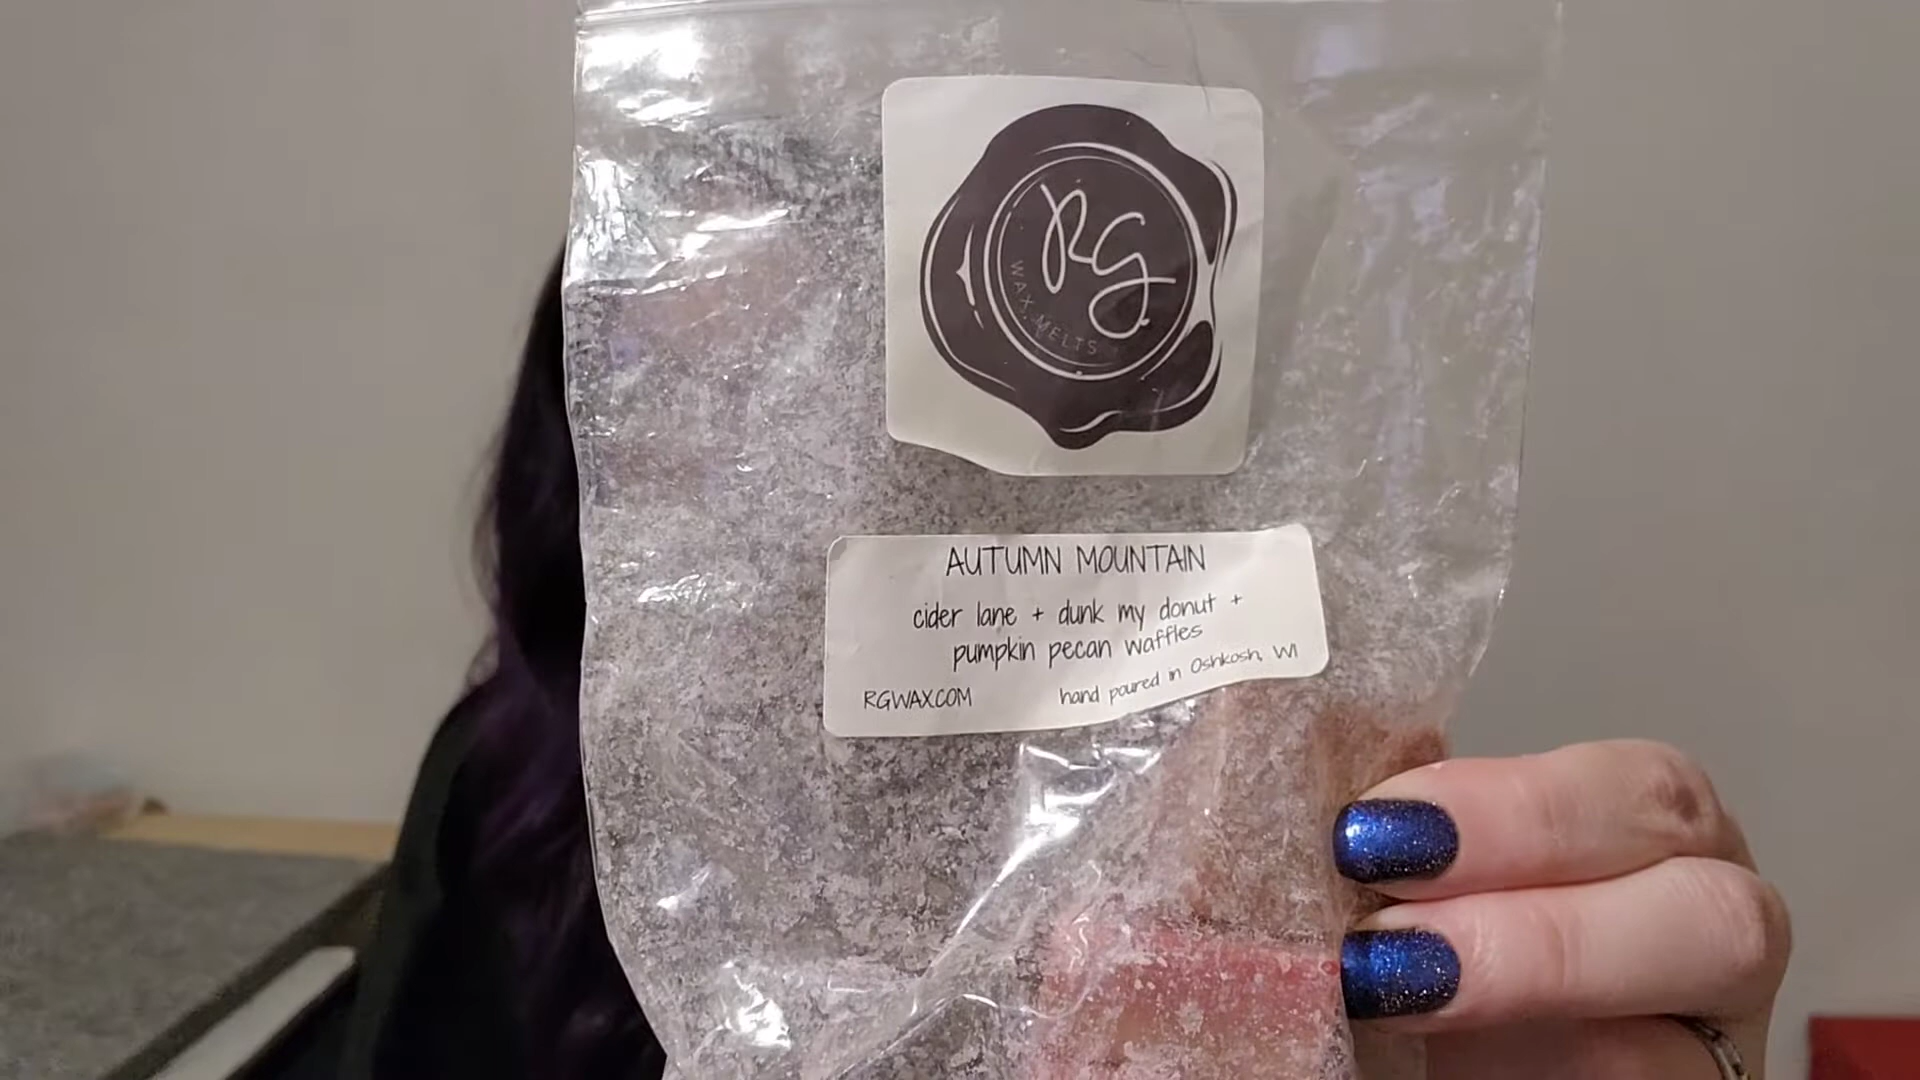 RG
WAX MELTS
AUTUMN MOUNTAIN
cider lane + dunk my donut +
pumpkin pecan waffles
RGWAX.COM hand poured in Oshkosh, WI